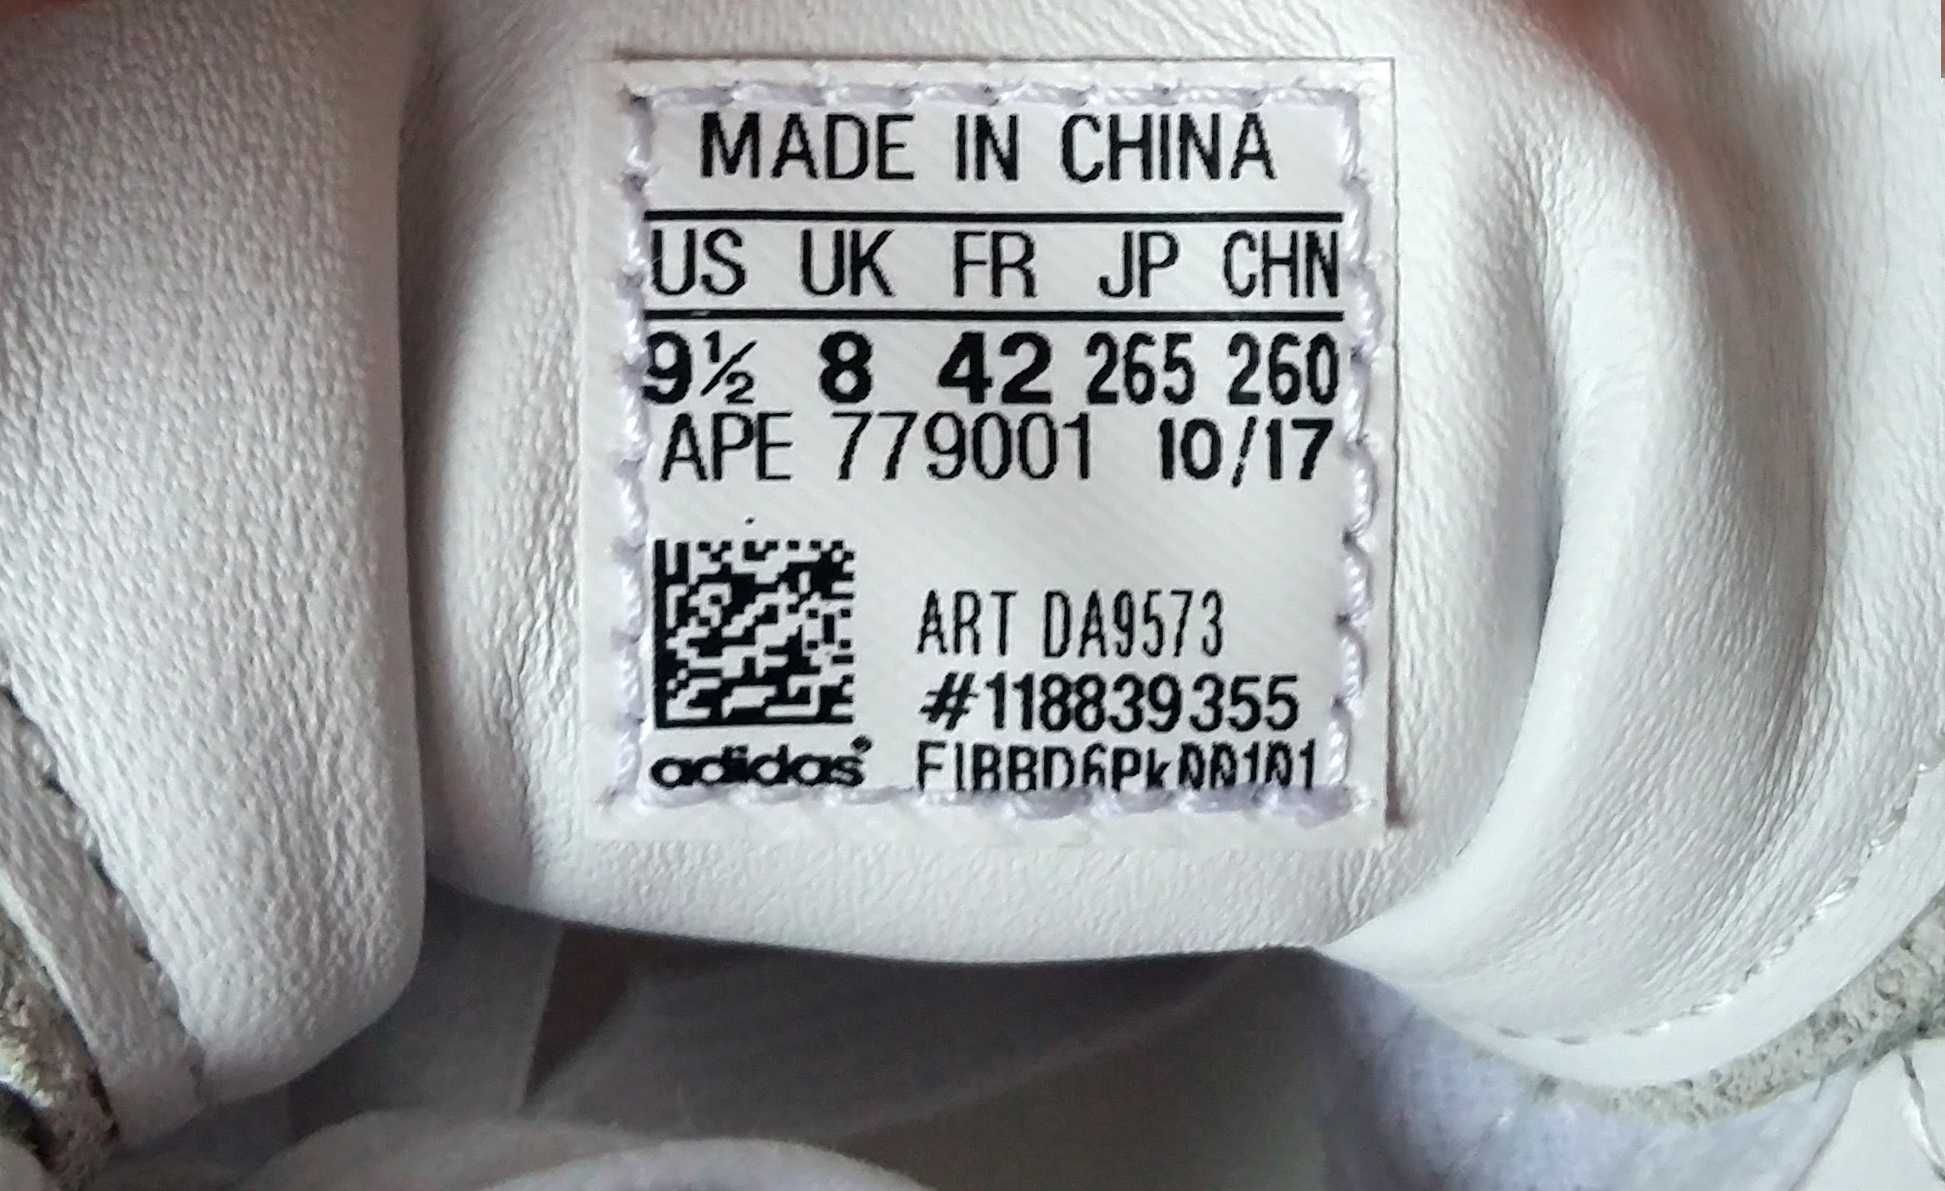 MADE IN CHINA
US UK FR JP CHN
9½ 8 42 265 260
APE 779001 10/17
ART DA9573
#118839355
adidas®